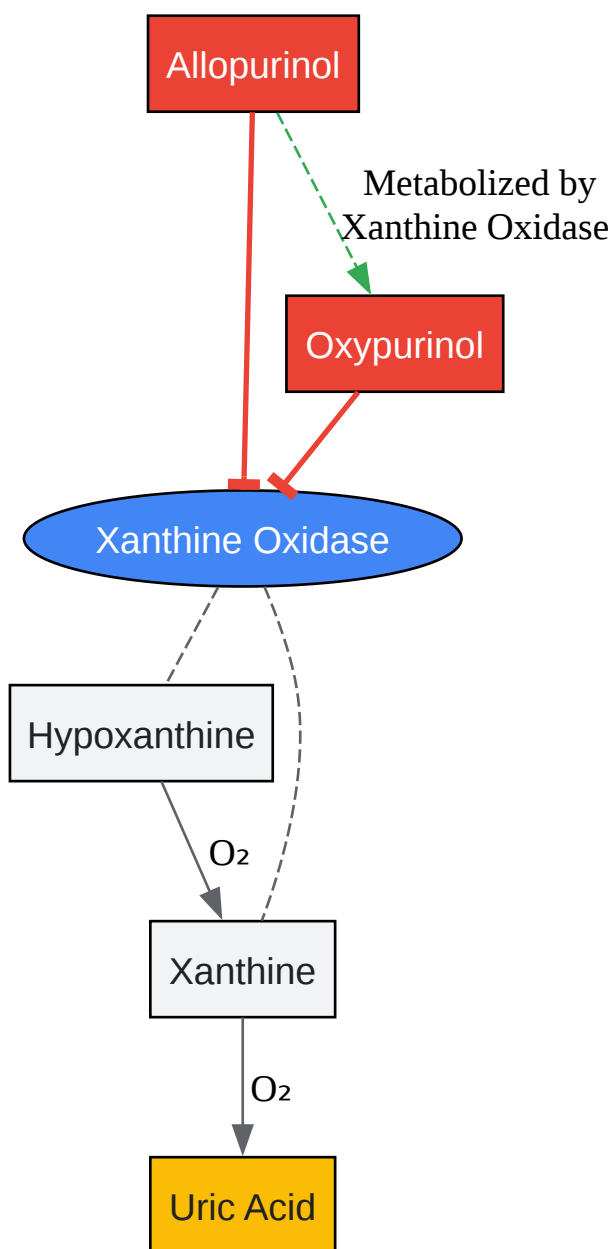 Allopurinol
Metabolized by
Xanthine Oxidase
Oxypurinol
Xanthine Oxidase
Hypoxanthine
O₂
Xanthine
O₂
Uric Acid